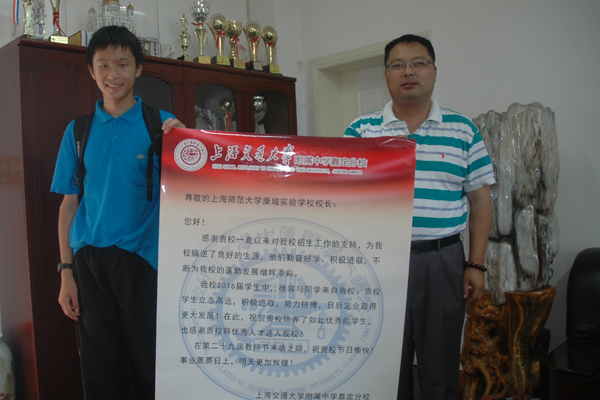 上海交通大学附属中学嘉定分校
尊敬的上海师范大学康城实验学校校长：
您好！
感谢贵校一直以来对我校招生工作的支持，为我
校输送了良好的生源，他们勤奋好学，积极进取，不
断为我校的蓬勃发展增辉添彩。
我校2016届学生中，徐容与同学来自贵校，贵校
学生立志高远，积极进取，努力拼搏，日后定会取得
更大发展！在此，祝贺贵校培养了如此优秀的学生，
也感谢贵校将优秀人才送入我校！
在第二十九届教师节来临之际，祝贵校节日愉快！
事业蒸蒸日上，明天更加辉煌！
上海交通大学附属中学嘉定分校